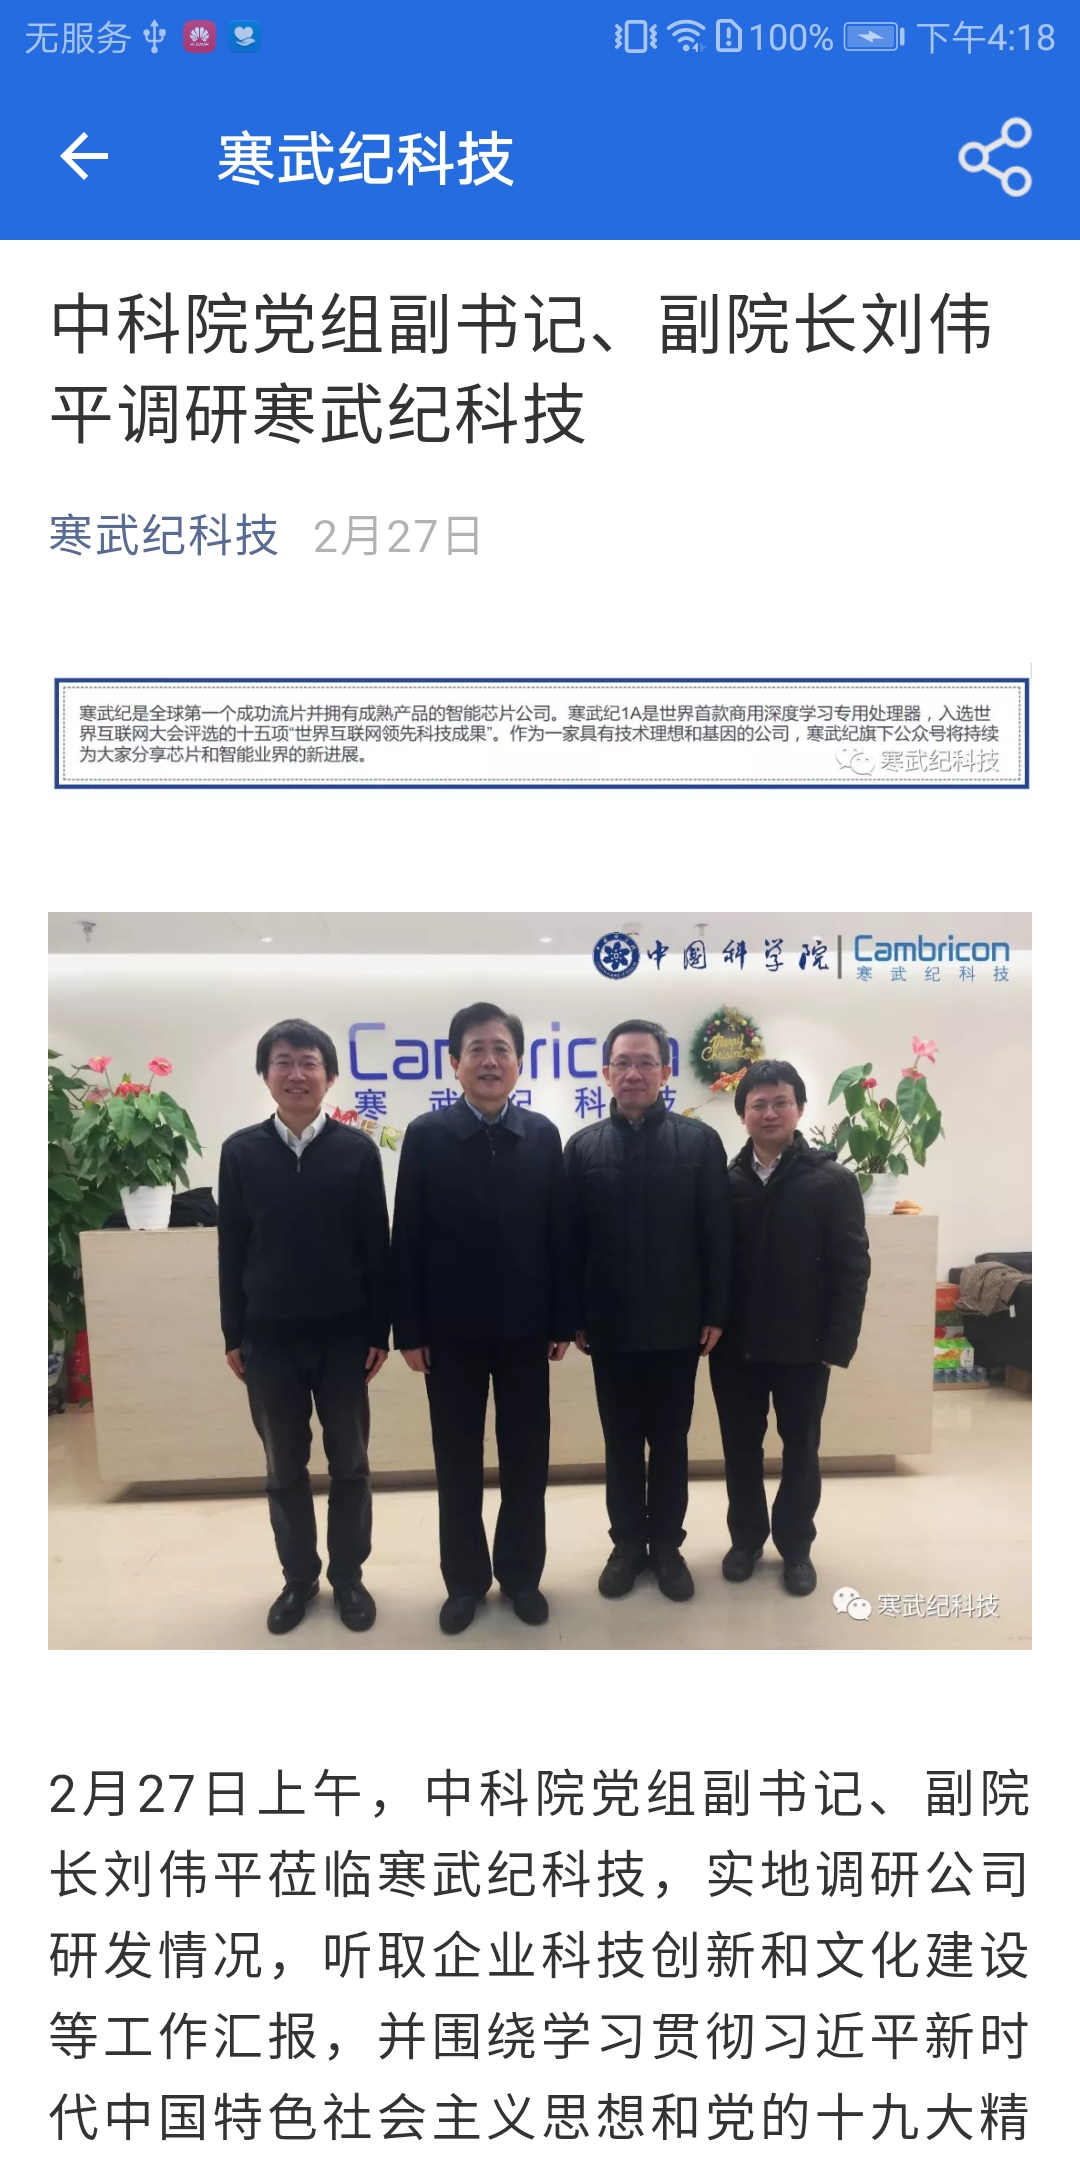 无服务 100% 下午4:18
寒武纪科技
中科院党组副书记、副院长刘伟
平调研寒武纪科技
寒武纪科技 2月27日
寒武纪是全球第一个成功流片并拥有成熟产品的智能芯片公司。寒武纪1A是世界首款商用深度学习专用处理器，入选世
界互联网大会评选的十五项“世界互联网领先科技成果”。作为一家具有技术理想和基因的公司，寒武纪旗下公众号将持续
为大家分享芯片和智能业界的新进展。
寒武纪科技
中国科学院 Cambricon
寒武纪科技
Merry
Christmas
寒武纪科技
2月27日上午，中科院党组副书记、副院
长刘伟平莅临寒武纪科技，实地调研公司
研发情况，听取企业科技创新和文化建设
等工作汇报，并围绕学习贯彻习近平新时
代中国特色社会主义思想和党的十九大精